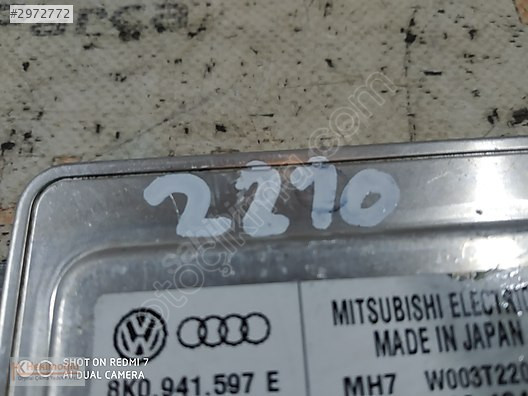 #2972772
2210
MITSUBISHI ELECTRI
MADE IN JAPAN
8K0.941.597 E
MH7 W003T220
SHOT ON REDMI 7
AI DUAL CAMERA